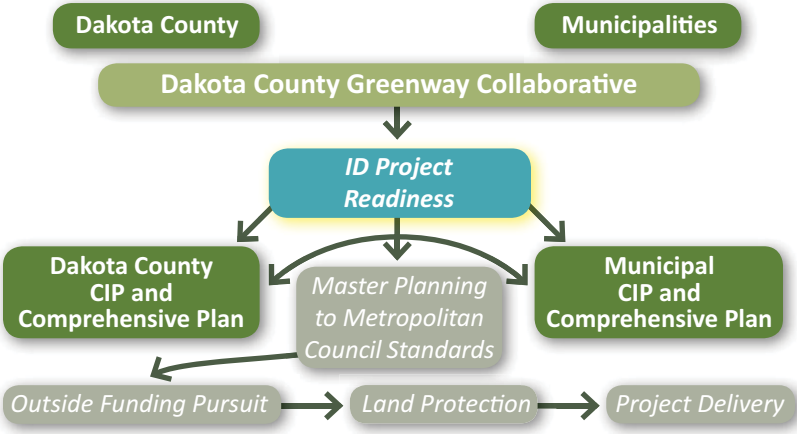 Dakota County
Municipalities
Dakota County Greenway Collaborative
ID Project
Readiness
Dakota County
CIP and
Comprehensive Plan
Master Planning
to Metropolitan
Council Standards
Municipal
CIP and
Comprehensive Plan
Outside Funding Pursuit
Land Protection
Project Delivery